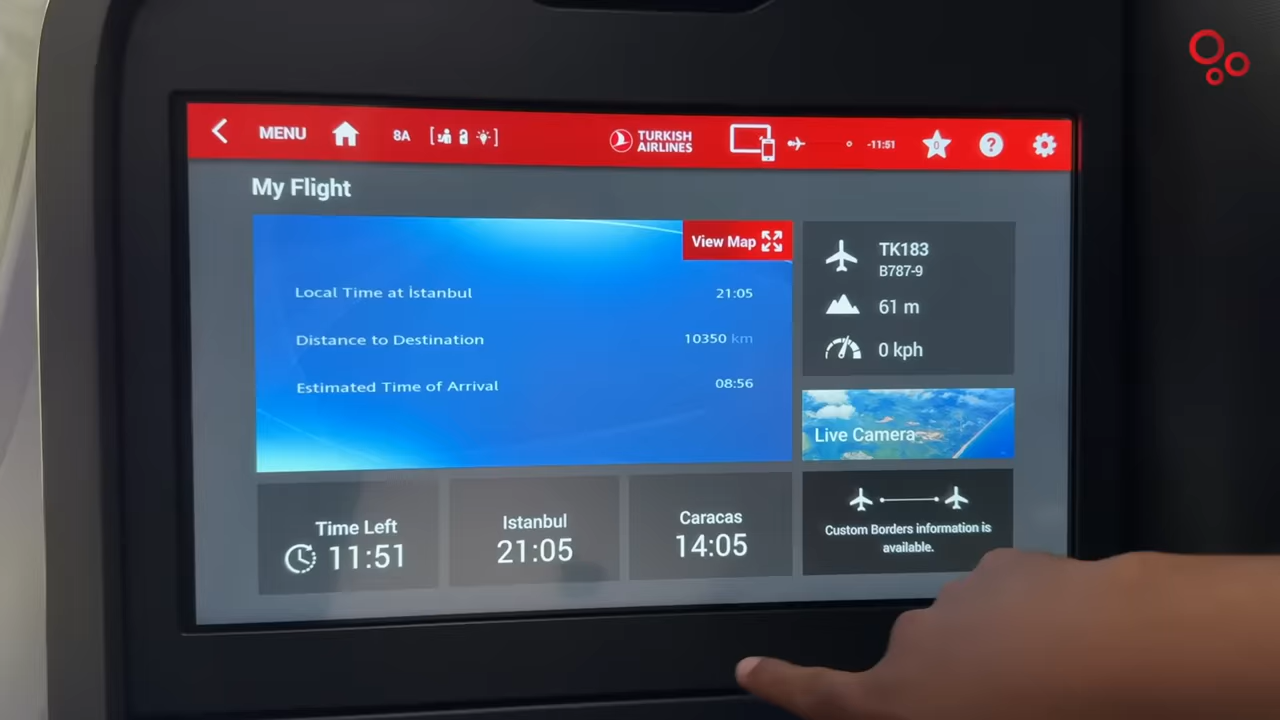 MENU
8A
TURKISH
AIRLINES
-11:51
0
?
My Flight
View Map
Local Time at İstanbul 21:05
Distance to Destination 10350 km
Estimated Time of Arrival 08:56
TK183
B787-9
61 m
0 kph
Live Camera
Time Left
11:51
Istanbul
21:05
Caracas
14:05
Custom Borders information is
available.